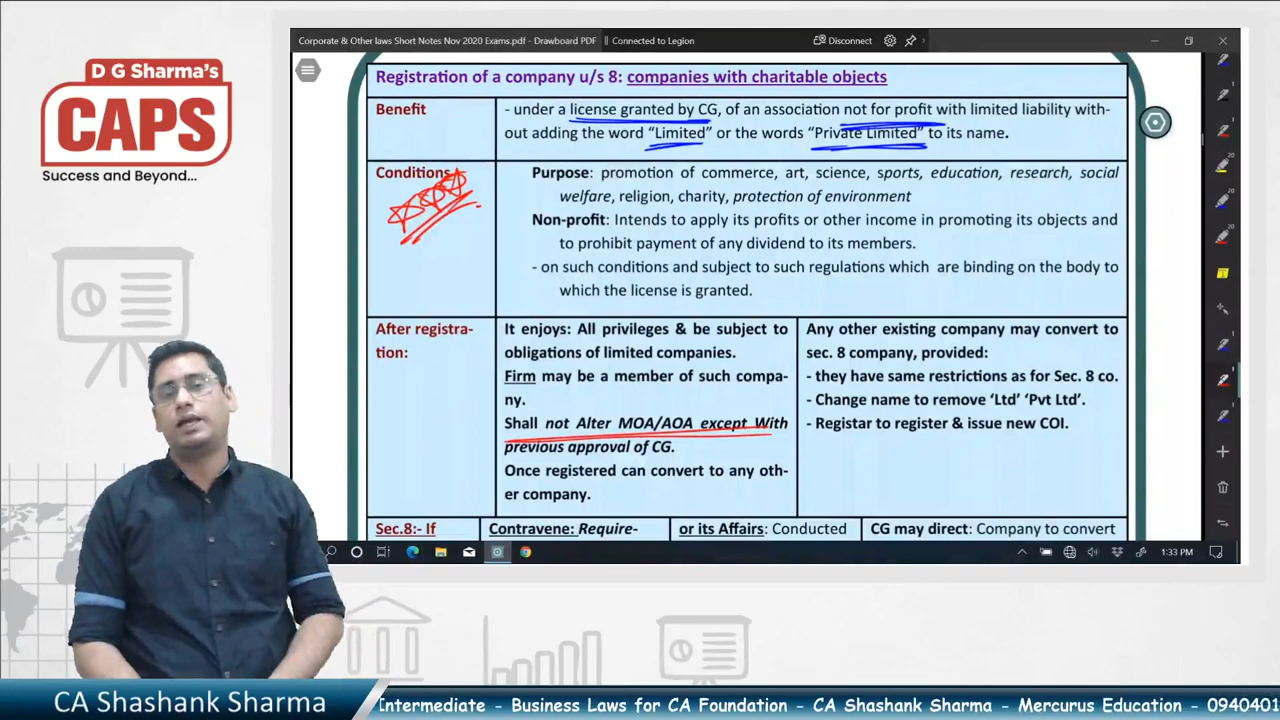 D G SHARMA's
CAPS
Success and Beyond...
Corporate & Other laws Short Notes Nov 2020 Exams.pdf - Drawboard PDF
Connected to Legion
Disconnect
Registration of a company u/s 8: companies with charitable objects
Benefit
- under a license granted by CG, of an association not for profit with limited liability with-
out adding the word “Limited” or the words “Private Limited” to its name.
Conditions
Purpose: promotion of commerce, art, science, sports, education, research, social
welfare, religion, charity, protection of environment
Non-profit: Intends to apply its profits or other income in promoting its objects and
to prohibit payment of any dividend to its members.
- on such conditions and subject to such regulations which are binding on the body to
which the license is granted.
After registra-
tion:
It enjoys: All privileges & be subject to
obligations of limited companies.
Firm may be a member of such compa-
ny.
Shall not Alter MOA/AOA except With
previous approval of CG.
Once registered can convert to any oth-
er company.
Any other existing company may convert to
sec. 8 company, provided:
- they have same restrictions as for Sec. 8 co.
- Change name to remove ‘Ltd’ ‘Pvt Ltd’.
- Registar to register & issue new COI.
Sec.8:- If
Contravene: Require-
or its Affairs: Conducted
CG may direct: Company to convert
1:33 PM
CA Shashank Sharma
Intermediate - Business Laws for CA Foundation - CA Shashank Sharma - Mercurus Education - 0940401